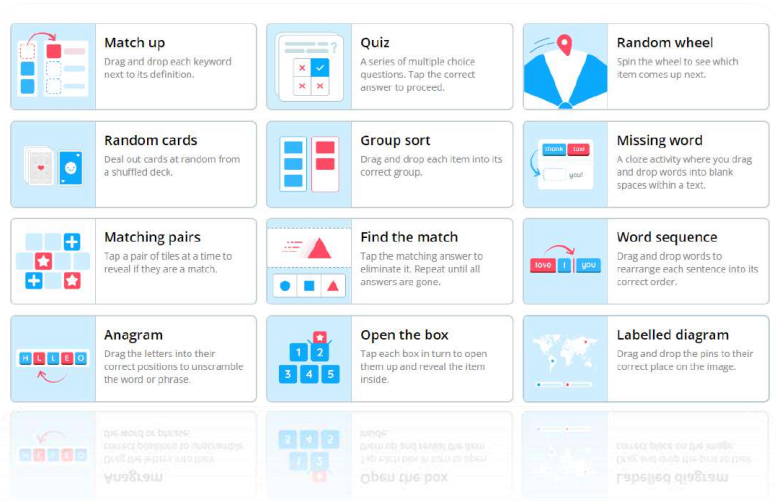 Match up
Drag and drop each keyword
next to its definition.
Quiz
A series of multiple choice
questions. Tap the correct
answer to proceed.
Random wheel
Spin the wheel to see which
item comes up next.
Random cards
Deal out cards at random from
a shuffled deck.
Group sort
Drag and drop each item into its
correct group.
Missing word
A cloze activity where you drag
and drop words into blank
spaces within a text.
thank taxi
you!
Matching pairs
Tap a pair of tiles at a time to
reveal if they are a match.
Find the match
Tap the matching answer to
eliminate it. Repeat until all
answers are gone.
Word sequence
Drag and drop words to
rearrange each sentence into its
correct order.
love I you
Anagram
Drag the letters into their
correct positions to unscramble
the word or phrase.
H L L E O
Open the box
Tap each box in turn to open
them up and reveal the item
inside.
1 2
3 4 5
Labelled diagram
Drag and drop the pins to their
correct place on the image.